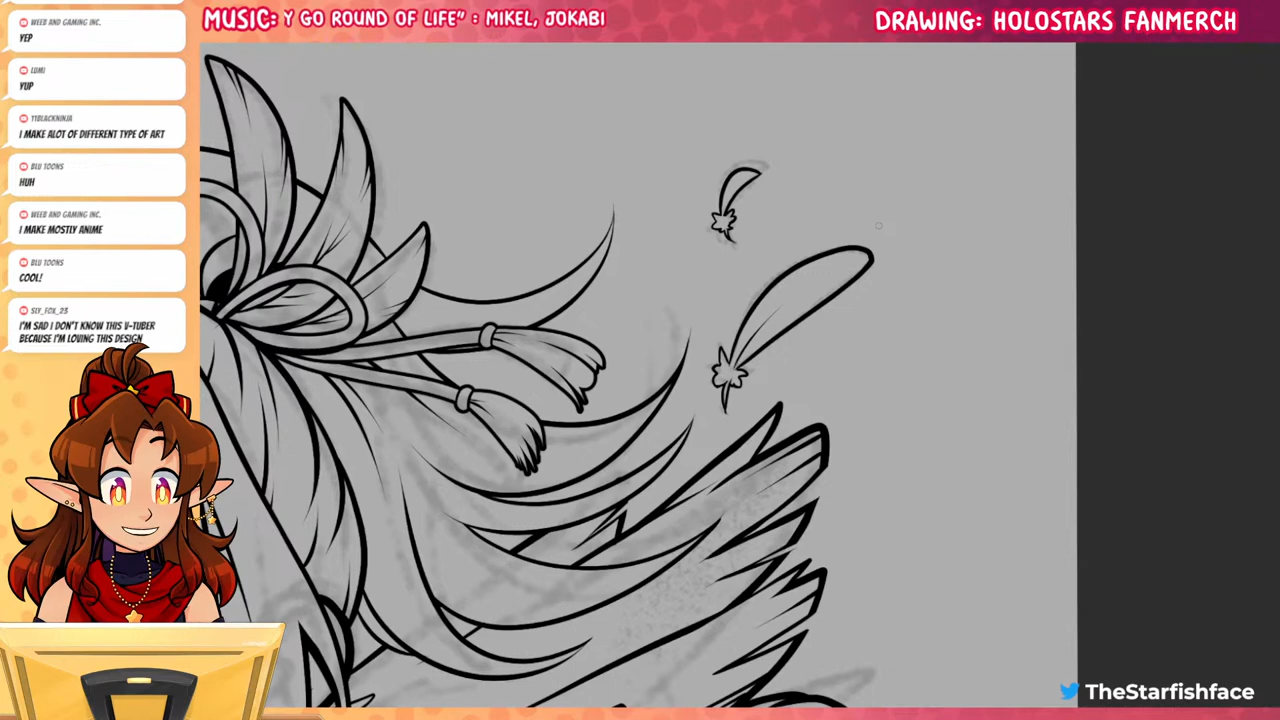 MUSIC: Y GO ROUND OF LIFE" : MIKEL, JOKABI
DRAWING: HOLOSTARS FANMERCH
WEEB AND GAMING INC.
YEP
LUMI
YUP
11BLACKNINJA
I MAKE ALOT OF DIFFERENT TYPE OF ART
BLU TOONS
HUH
WEEB AND GAMING INC.
I MAKE MOSTLY ANIME
BLU TOONS
COOL!
SLY_FOX_23
I'M SAD I DON'T KNOW THIS V-TUBER
BECAUSE I'M LOVING THIS DESIGN
TheStarfishface